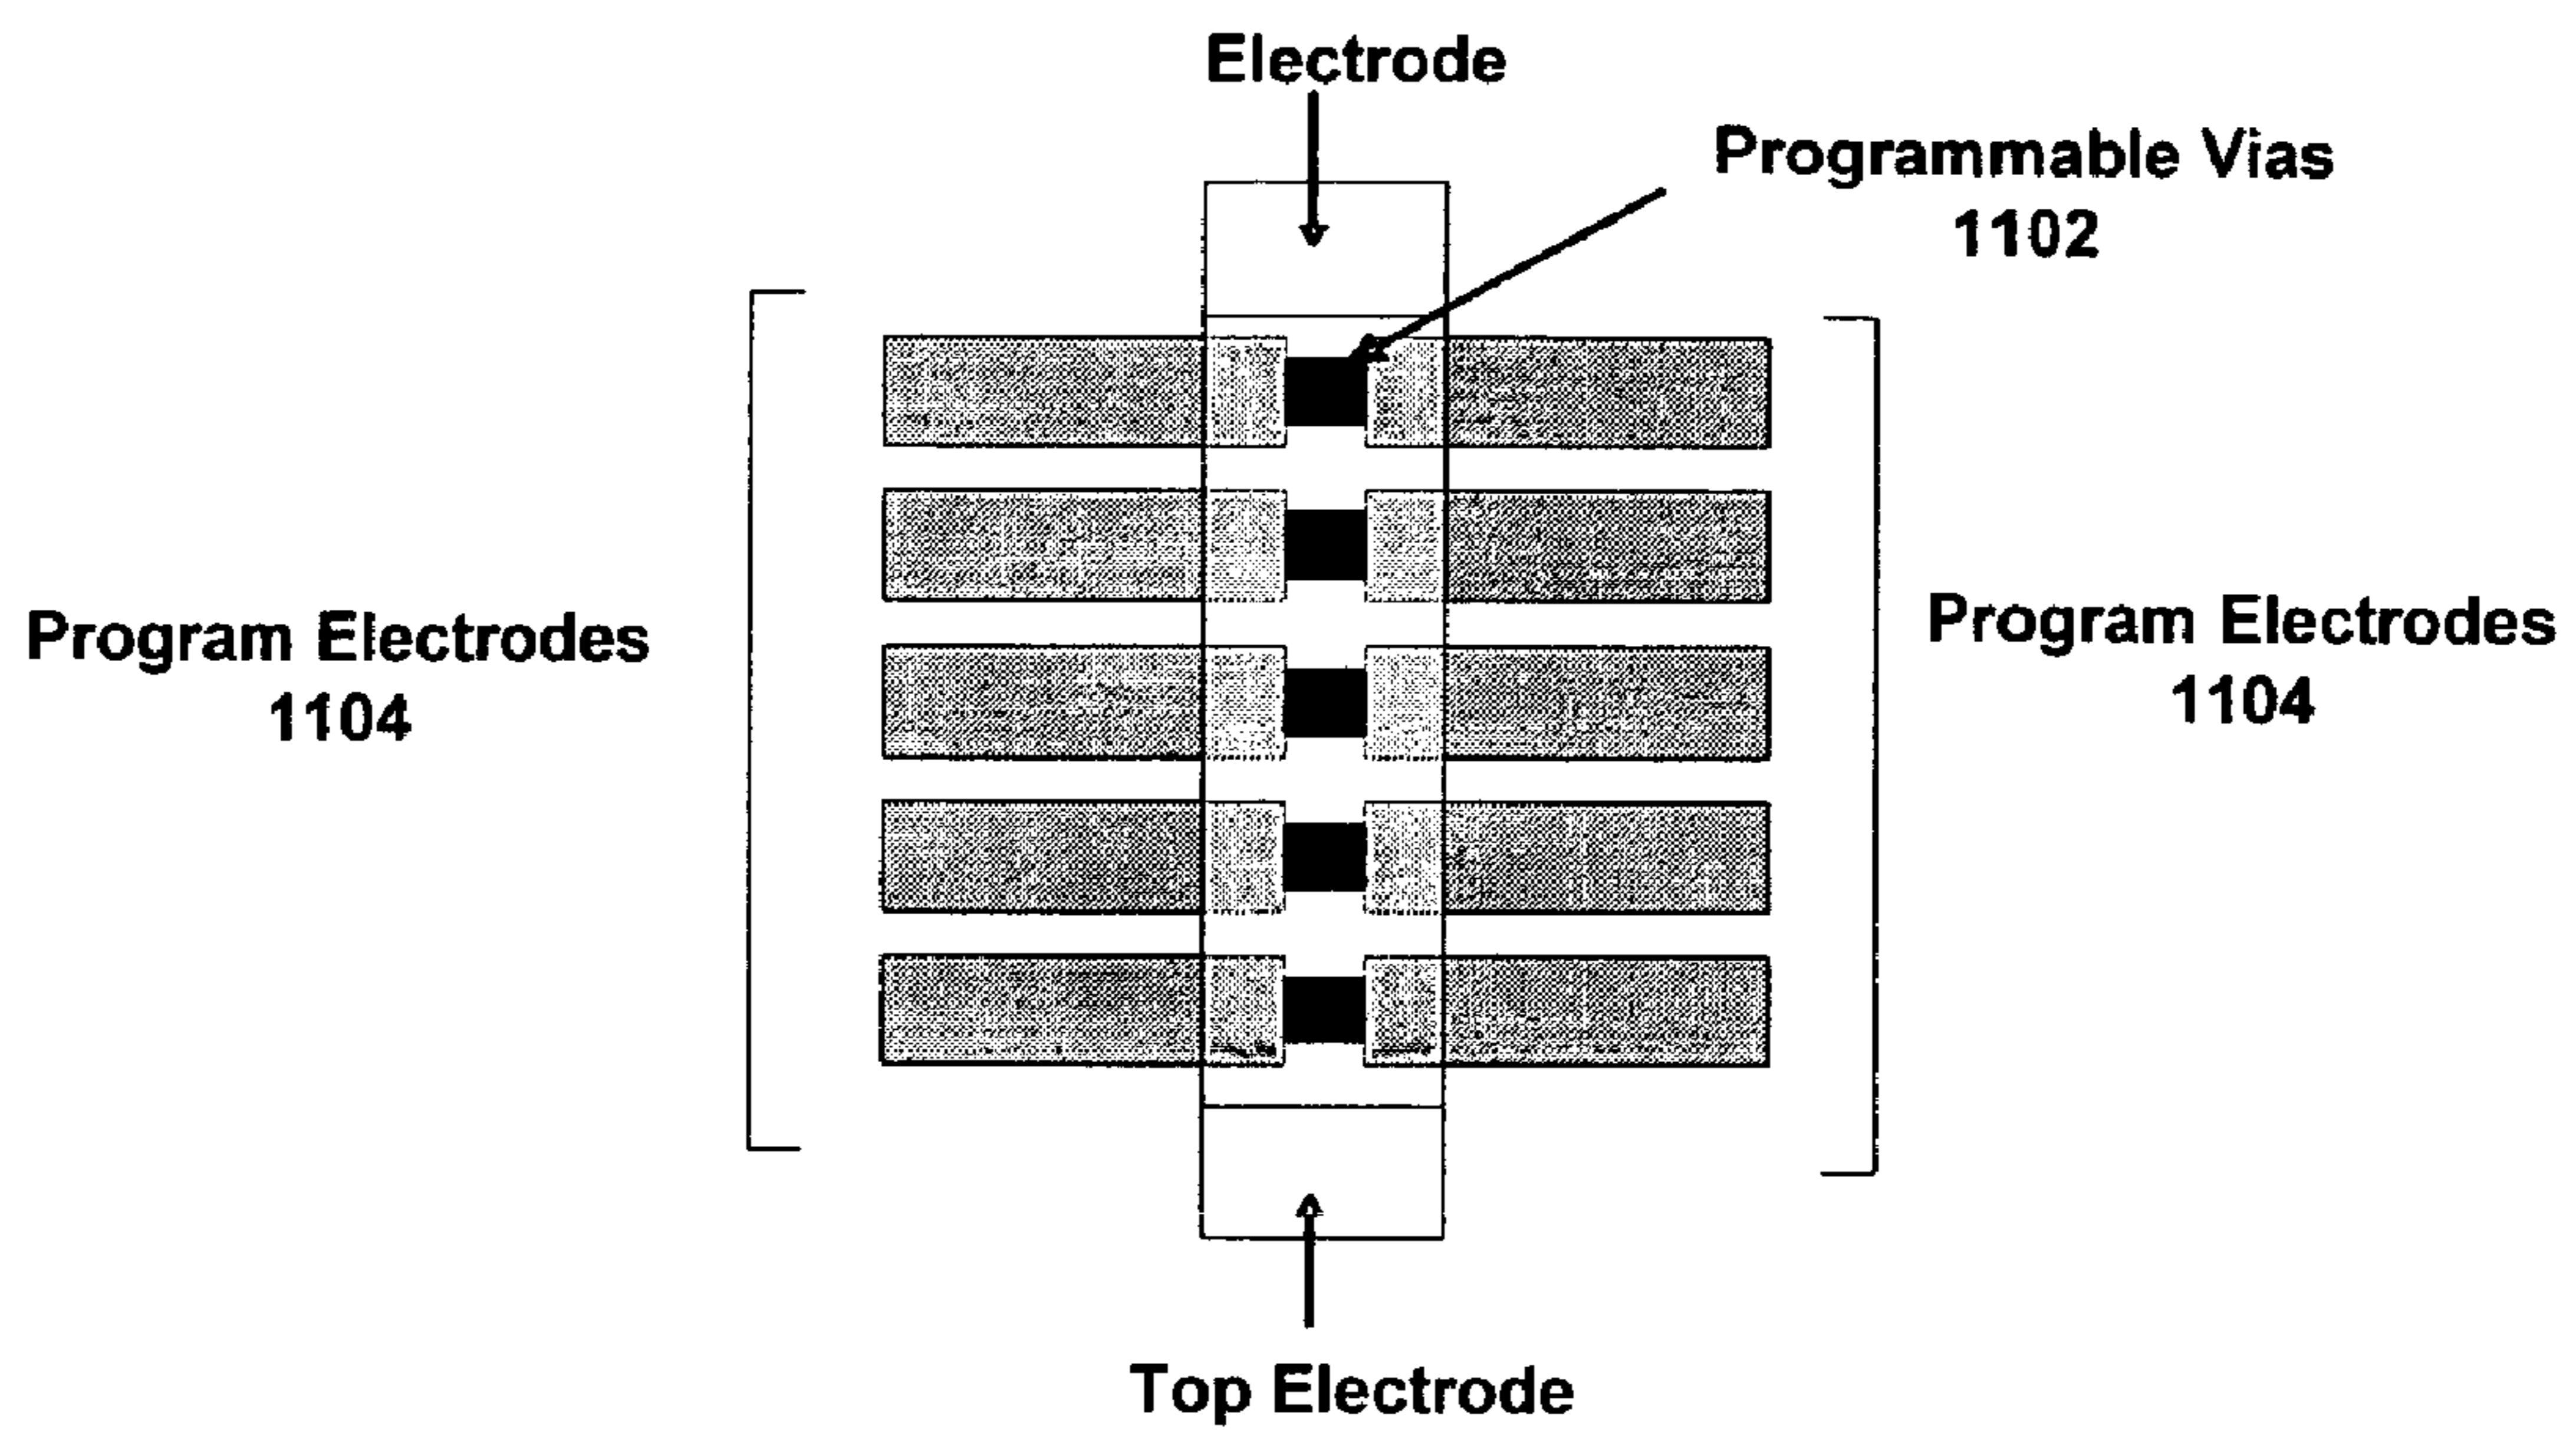 Electrode
Programmable Vias
1102
Program Electrodes
1104
Program Electrodes
1104
Top Electrode